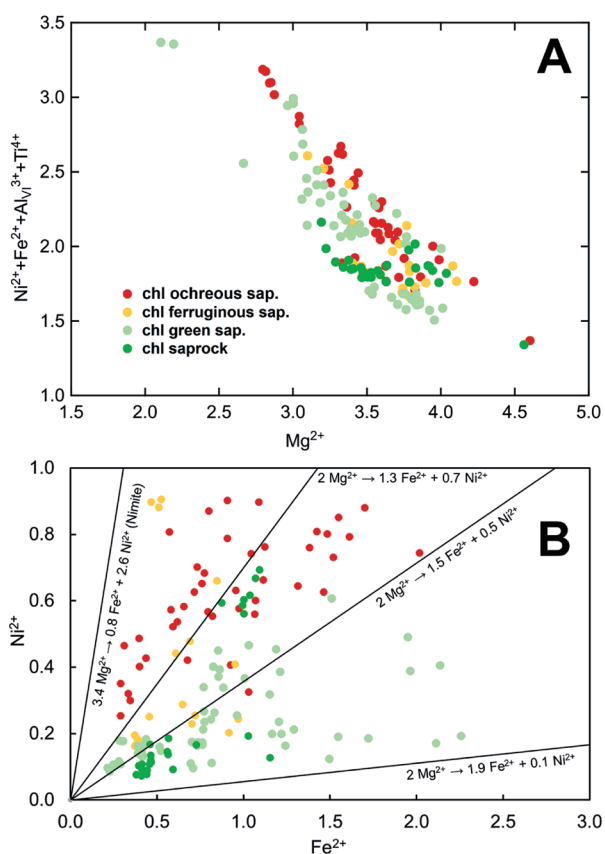 A
3.5
3.0
2.5
2.0
1.5
1.0
Ni²⁺+Fe²⁺+Al_VI³⁺+Ti⁴⁺
chl ochreous sap.
chl ferruginous sap.
chl green sap.
chl saprock
1.5 2.0 2.5 3.0 3.5 4.0 4.5 5.0
Mg²⁺
B
1.0
0.8
0.6
0.4
0.2
0.0
Ni²⁺
3.4 Mg²⁺→ 0.8 Fe²⁺ + 2.6 Ni²⁺ (Nimite)
2 Mg²⁺→ 1.3 Fe²⁺ + 0.7 Ni²⁺
2 Mg²⁺→ 1.5 Fe²⁺ + 0.5 Ni²⁺
2 Mg²⁺→ 1.9 Fe²⁺ + 0.1 Ni²⁺
0.0 0.5 1.0 1.5 2.0 2.5 3.0
Fe²⁺